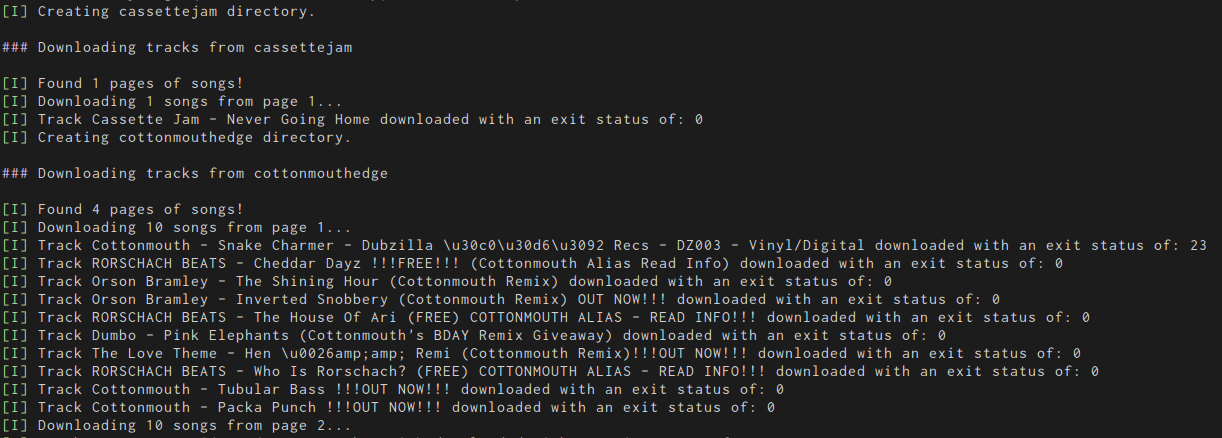 [I] Creating cassettejam directory.
### Downloading tracks from cassettejam
[I] Found 1 pages of songs!
[I] Downloading 1 songs from page 1...
[I] Track Cassette Jam - Never Going Home downloaded with an exit status of: 0
[I] Creating cottonmouthedge directory.
### Downloading tracks from cottonmouthedge
[I] Found 4 pages of songs!
[I] Downloading 10 songs from page 1...
[I] Track Cottonmouth - Snake Charmer - Dubzilla \u30c0\u30d6\u3092 Recs - DZ003 - Vinyl/Digital downloaded with an exit status of: 23
[I] Track RORSCHACH BEATS - Cheddar Dayz !!!FREE!!! (Cottonmouth Alias Read Info) downloaded with an exit status of: 0
[I] Track Orson Bramley - The Shining Hour (Cottonmouth Remix) downloaded with an exit status of: 0
[I] Track Orson Bramley - Inverted Snobbery (Cottonmouth Remix) OUT NOW!!! downloaded with an exit status of: 0
[I] Track RORSCHACH BEATS - The House Of Ari (FREE) COTTONMOUTH ALIAS - READ INFO!!! downloaded with an exit status of: 0
[I] Track Dumbo - Pink Elephants (Cottonmouth's BDAY Remix Giveaway) downloaded with an exit status of: 0
[I] Track The Love Theme - Hen \u0026amp;amp; Remi (Cottonmouth Remix)!!!OUT NOW!!! downloaded with an exit status of: 0
[I] Track RORSCHACH BEATS - Who Is Rorschach? (FREE) COTTONMOUTH ALIAS - READ INFO!!! downloaded with an exit status of: 0
[I] Track Cottonmouth - Tubular Bass !!!OUT NOW!!! downloaded with an exit status of: 0
[I] Track Cottonmouth - Packa Punch !!!OUT NOW!!! downloaded with an exit status of: 0
[I] Downloading 10 songs from page 2...